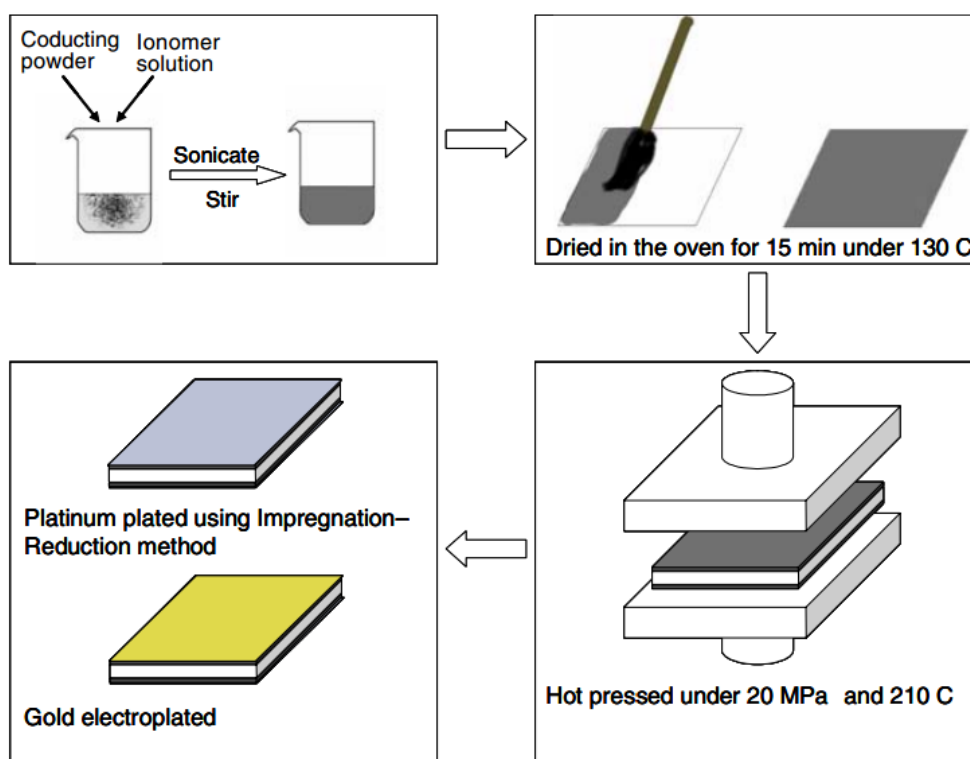 Coducting
powder
Ionomer
solution
Sonicate
Stir
Dried in the oven for 15 min under 130 C
Platinum plated using Impregnation–
Reduction method
Gold electroplated
Hot pressed under 20 MPa and 210 C